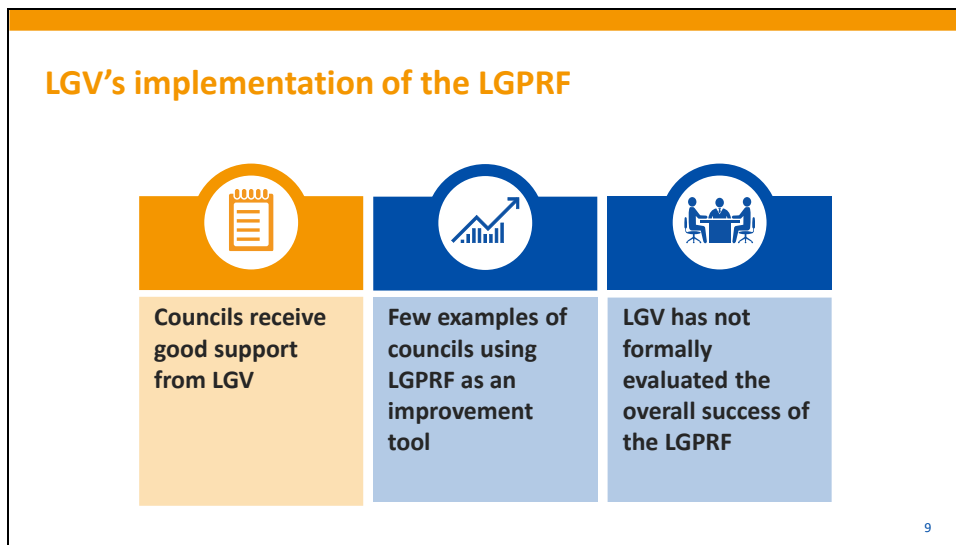 LGV’s implementation of the LGPRF
Councils receive
good support
from LGV
Few examples of
councils using
LGPRF as an
improvement
tool
LGV has not
formally
evaluated the
overall success of
the LGPRF
9